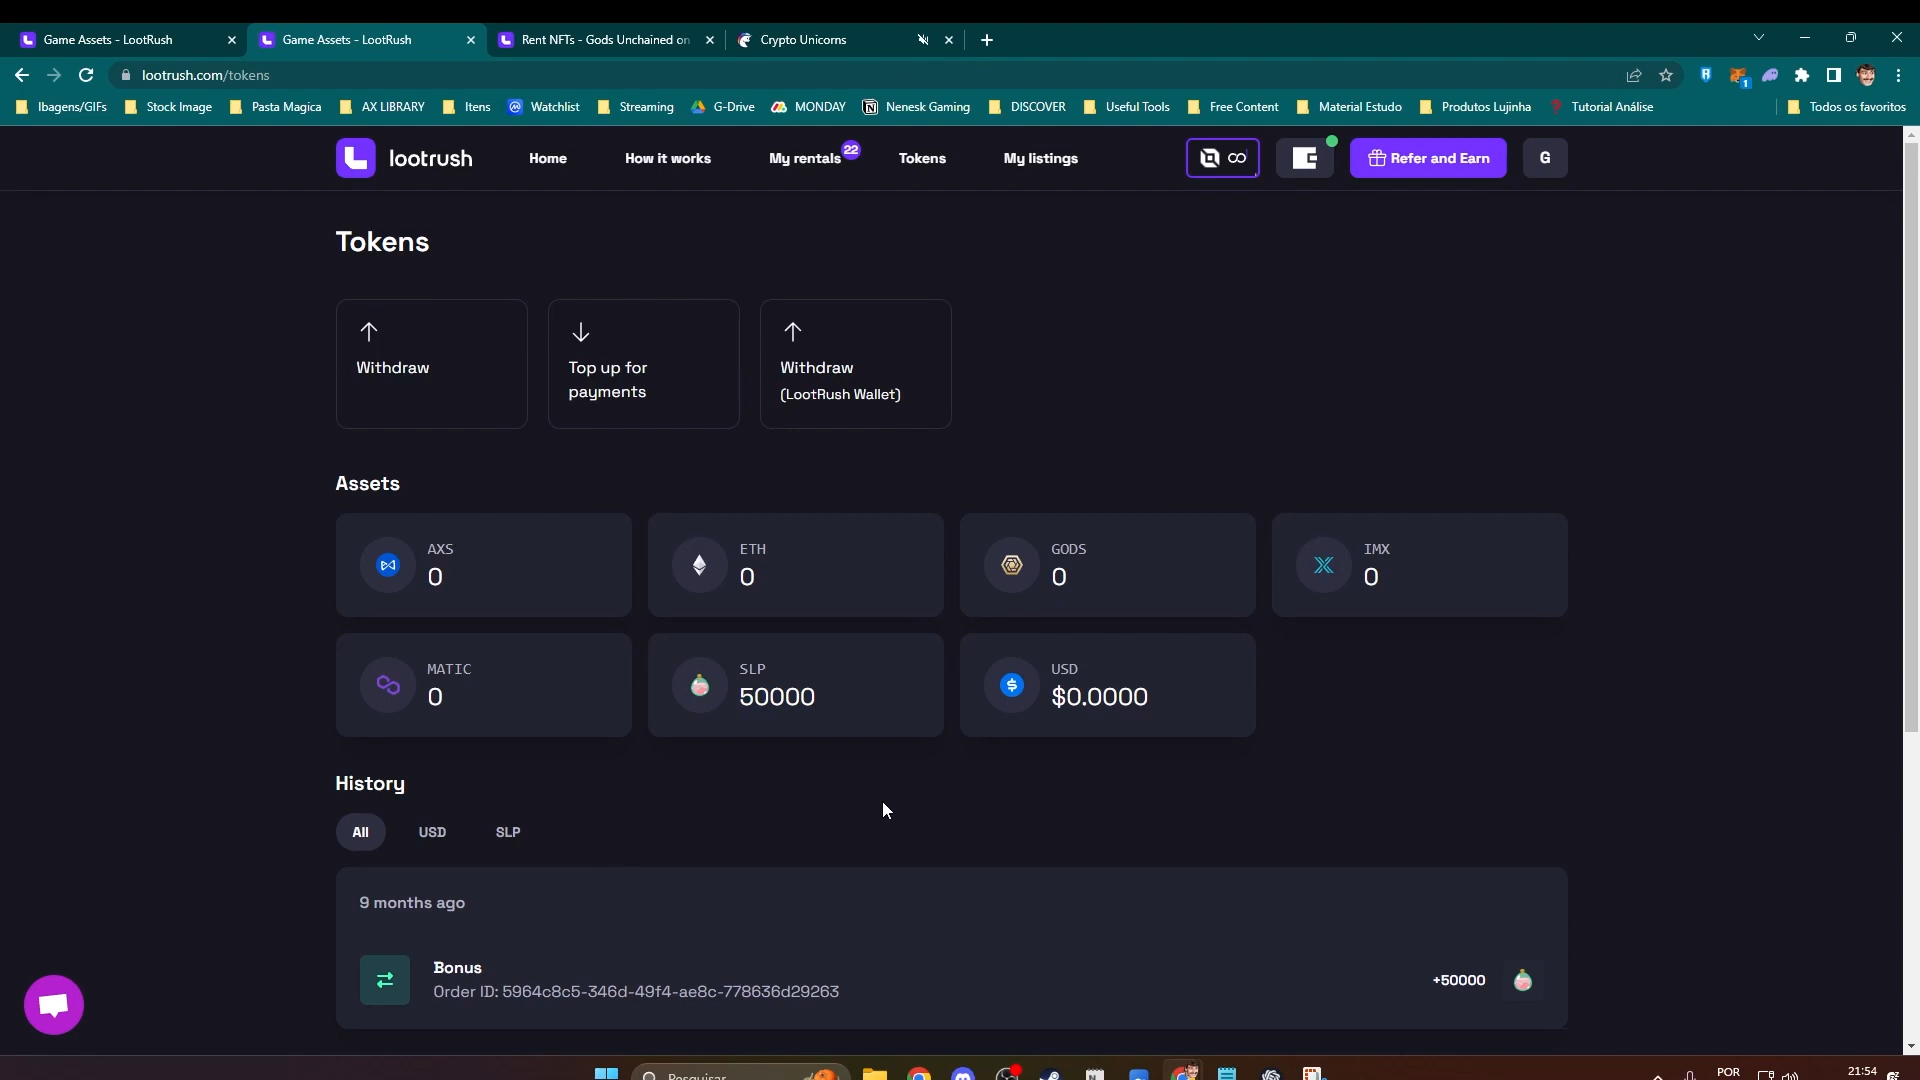 Game Assets - LootRush
Game Assets - LootRush
Rent NFTs - Gods Unchained on
Crypto Unicorns
lootrush.com/tokens
1
Ibagens/GIFs
Stock Image
Pasta Magica
AX LIBRARY
Itens
Watchlist
Streaming
G-Drive
MONDAY
Nenesk Gaming
DISCOVER
Useful Tools
Free Content
Material Estudo
Produtos Lujinha
Tutorial Análise
Todos os favoritos
lootrush
Home
How it works
My rentals
22
Tokens
My listings
Refer and Earn
G
Tokens
Withdraw
Top up for
payments
Withdraw
(LootRush Wallet)
Assets
AXS
0
ETH
0
GODS
0
IMX
0
MATIC
0
SLP
50000
USD
$0.0000
History
All
USD
SLP
9 months ago
Bonus
Order ID: 5964c8c5-346d-49f4-ae8c-778636d29263
+50000
Pesquisar
POR
21:54